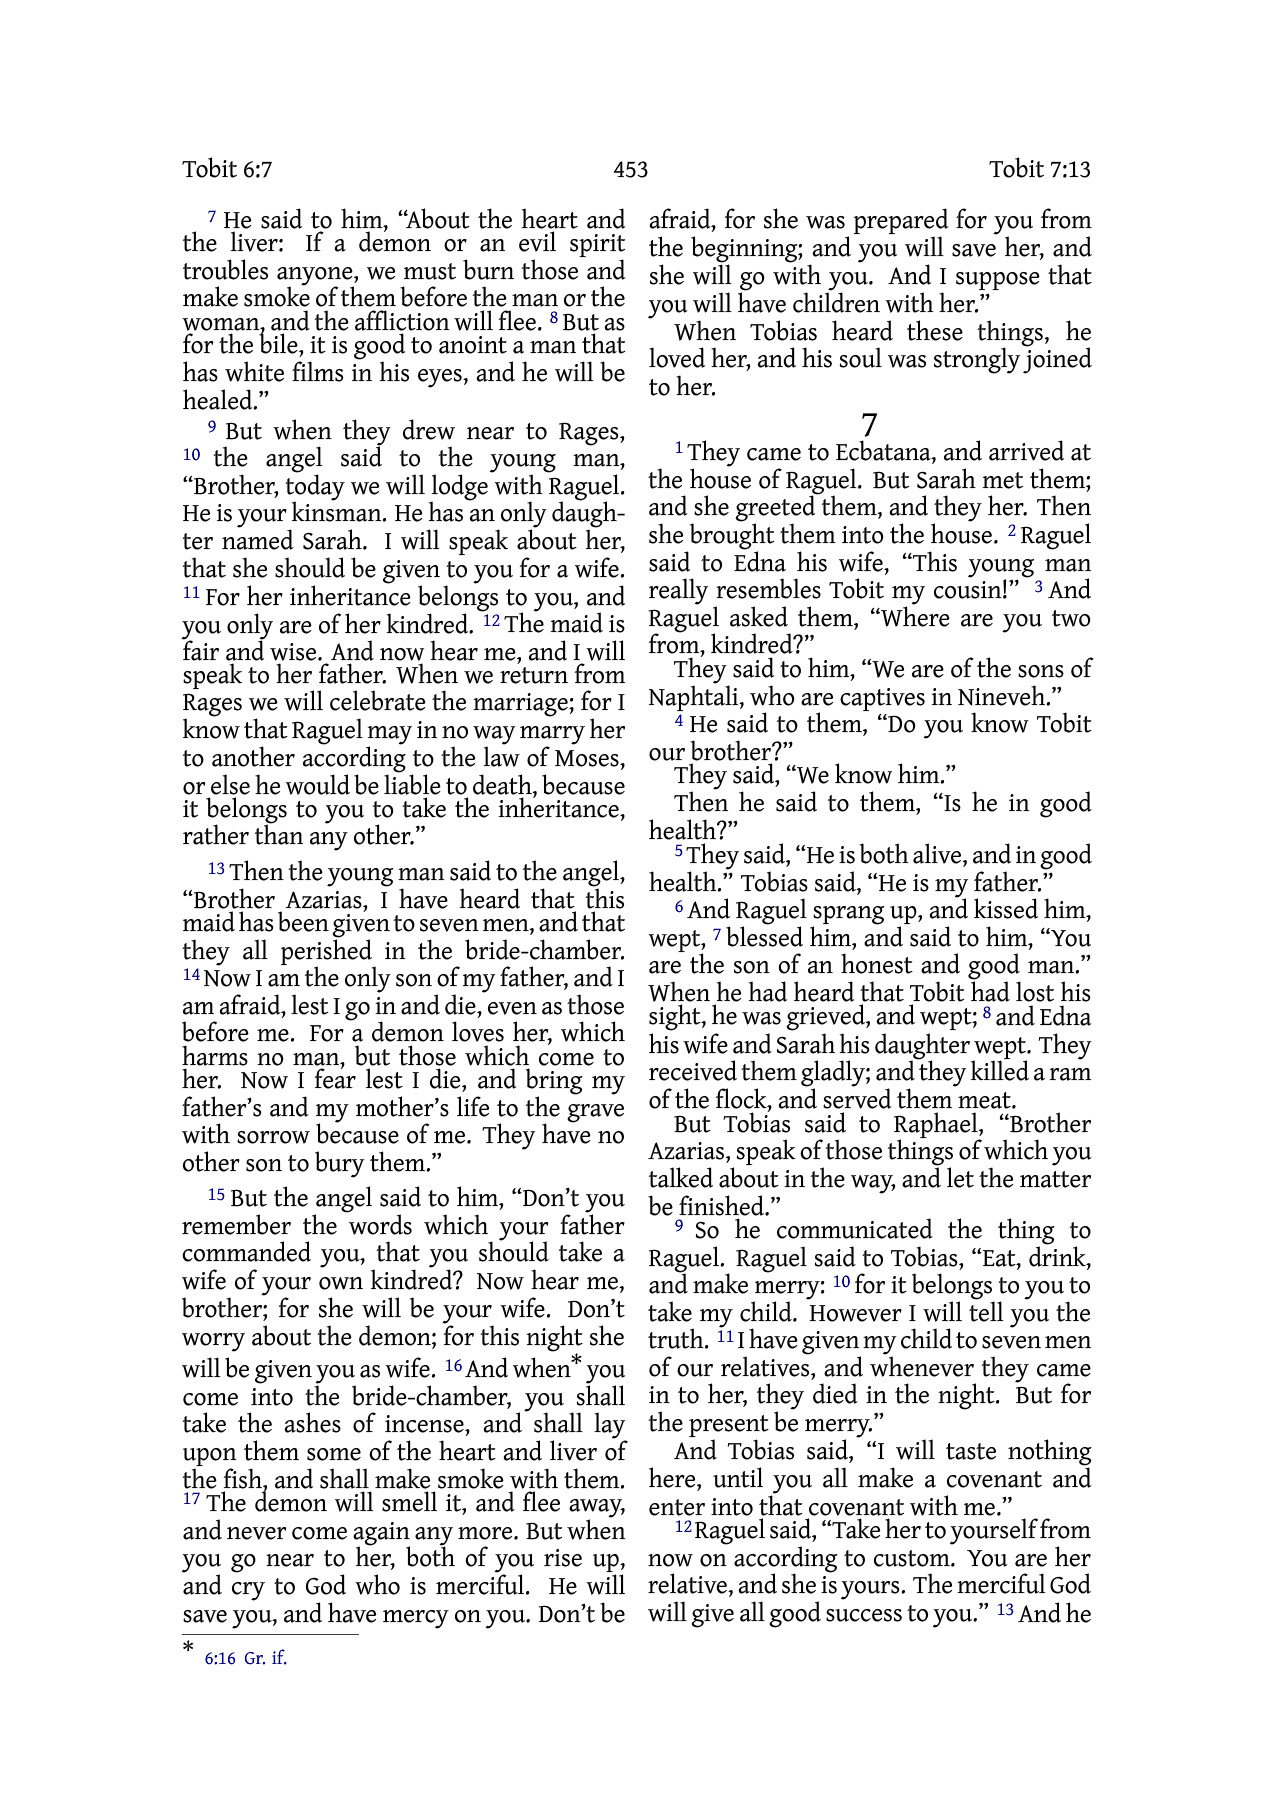 Tobit 6:7 453 Tobit 7:13
7 He said to him, “About the heart and
the liver: If a demon or an evil spirit
troubles anyone, we must burn those and
make smoke of them before the man or the
woman, and the affliction will flee. 8 But as
for the bile, it is good to anoint a man that
has white films in his eyes, and he will be
healed.”
9 But when they drew near to Rages,
10 the angel said to the young man,
“Brother, today we will lodge with Raguel.
He is your kinsman. He has an only daugh-
ter named Sarah. I will speak about her,
that she should be given to you for a wife.
11 For her inheritance belongs to you, and
you only are of her kindred. 12 The maid is
fair and wise. And now hear me, and I will
speak to her father. When we return from
Rages we will celebrate the marriage; for I
know that Raguel may in no way marry her
to another according to the law of Moses,
or else he would be liable to death, because
it belongs to you to take the inheritance,
rather than any other.”
13 Then the young man said to the angel,
“Brother Azarias, I have heard that this
maid has been given to seven men, and that
they all perished in the bride-chamber.
14 Now I am the only son of my father, and I
am afraid, lest I go in and die, even as those
before me. For a demon loves her, which
harms no man, but those which come to
her. Now I fear lest I die, and bring my
father’s and my mother’s life to the grave
with sorrow because of me. They have no
other son to bury them.”
15 But the angel said to him, “Don’t you
remember the words which your father
commanded you, that you should take a
wife of your own kindred? Now hear me,
brother; for she will be your wife. Don’t
worry about the demon; for this night she
will be given you as wife. 16 And when* you
come into the bride-chamber, you shall
take the ashes of incense, and shall lay
upon them some of the heart and liver of
the fish, and shall make smoke with them.
17 The demon will smell it, and flee away,
and never come again any more. But when
you go near to her, both of you rise up,
and cry to God who is merciful. He will
save you, and have mercy on you. Don’t be
* 6:16 Gr. if.
afraid, for she was prepared for you from
the beginning; and you will save her, and
she will go with you. And I suppose that
you will have children with her.”
When Tobias heard these things, he
loved her, and his soul was strongly joined
to her.
7
1 They came to Ecbatana, and arrived at
the house of Raguel. But Sarah met them;
and she greeted them, and they her. Then
she brought them into the house. 2 Raguel
said to Edna his wife, “This young man
really resembles Tobit my cousin!” 3 And
Raguel asked them, “Where are you two
from, kindred?”
They said to him, “We are of the sons of
Naphtali, who are captives in Nineveh.”
4 He said to them, “Do you know Tobit
our brother?”
They said, “We know him.”
Then he said to them, “Is he in good
health?”
5 They said, “He is both alive, and in good
health.” Tobias said, “He is my father.”
6 And Raguel sprang up, and kissed him,
wept, 7 blessed him, and said to him, “You
are the son of an honest and good man.”
When he had heard that Tobit had lost his
sight, he was grieved, and wept; 8 and Edna
his wife and Sarah his daughter wept. They
received them gladly; and they killed a ram
of the flock, and served them meat.
But Tobias said to Raphael, “Brother
Azarias, speak of those things of which you
talked about in the way, and let the matter
be finished.”
9 So he communicated the thing to
Raguel. Raguel said to Tobias, “Eat, drink,
and make merry: 10 for it belongs to you to
take my child. However I will tell you the
truth. 11 I have given my child to seven men
of our relatives, and whenever they came
in to her, they died in the night. But for
the present be merry.”
And Tobias said, “I will taste nothing
here, until you all make a covenant and
enter into that covenant with me.”
12 Raguel said, “Take her to yourself from
now on according to custom. You are her
relative, and she is yours. The merciful God
will give all good success to you.” 13 And he